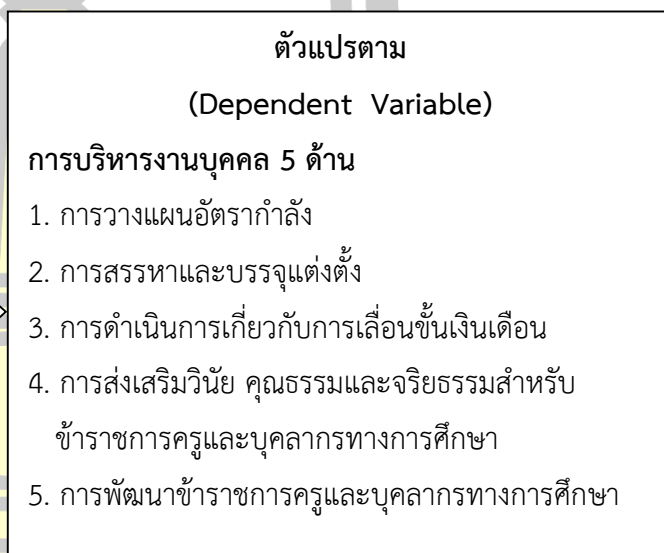 ตัวแปรตาม
(Dependent Variable)
การบริหารงานบุคคล 5 ด้าน
1. การวางแผนอัตรากำลัง
2. การสรรหาและบรรจุแต่งตั้ง
3. การดำเนินการเกี่ยวกับการเลื่อนขั้นเงินเดือน
4. การส่งเสริมวินัย คุณธรรมและจริยธรรมสำหรับ
ข้าราชการครูและบุคลากรทางการศึกษา
5. การพัฒนาข้าราชการครูและบุคลากรทางการศึกษา